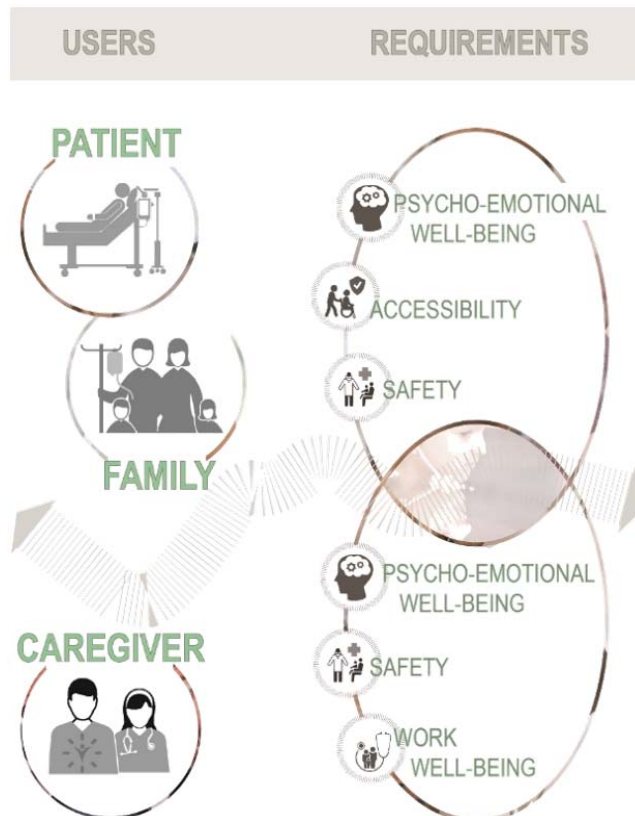 USERS
REQUIREMENTS
PATIENT
FAMILY
PSYCHO-EMOTIONAL
WELL-BEING
ACCESSIBILITY
SAFETY
CAREGIVER
PSYCHO-EMOTIONAL
WELL-BEING
SAFETY
WORK
WELL-BEING